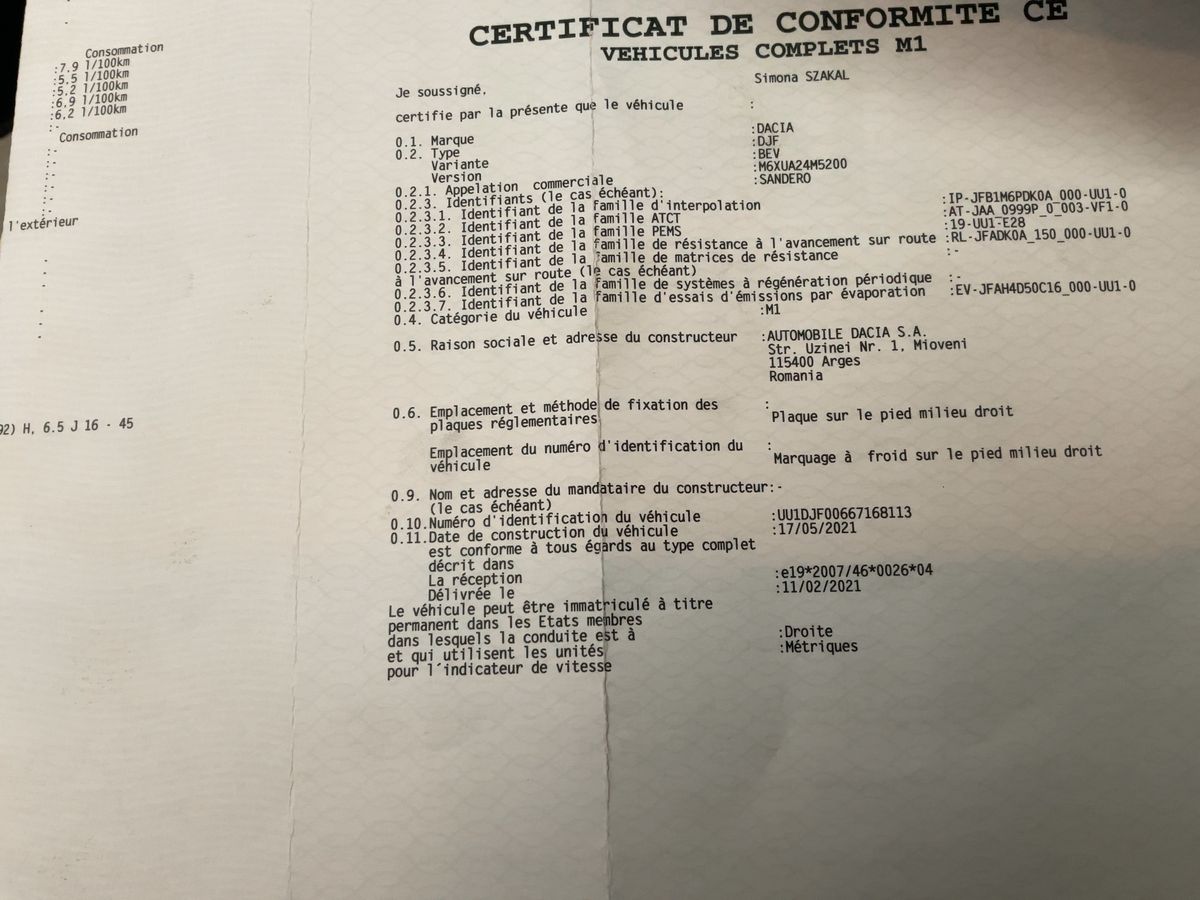 Consommation
:7.9 l/100km
:5.5 l/100km
:5.2 l/100km
:6.9 l/100km
:6.2 l/100km
:-
Consommation
:-
:-
:-
:-
:-
:-
l'extérieur
-
-
-
-
-
92) H, 6.5 J 16 - 45
CERTIFICAT DE CONFORMITE CE
VEHICULES COMPLETS M1
Je soussigné, Simona SZAKAL
certifie par la présente que le véhicule :
0.1. Marque :DACIA
0.2. Type :DJF
Variante :BEV
Version :M6XUA24M5200
0.2.1. Appelation commerciale :SANDERO
0.2.3. Identifiants (le cas échéant):
0.2.3.1. Identifiant de la famille d'interpolation :IP-JFB1M6PDK0A_000-UU1-0
0.2.3.2. Identifiant de la famille ATCT :AT-JAA_0999P_0_003-VF1-0
0.2.3.3. Identifiant de la famille PEMS :19-UU1-E28
0.2.3.4. Identifiant de la famille de résistance à l'avancement sur route :RL-JFADK0A_150_000-UU1-0
0.2.3.5. Identifiant de la famille de matrices de résistance :-
à l'avancement sur route (le cas échéant)
0.2.3.6. Identifiant de la famille de systèmes à régénération périodique :-
0.2.3.7. Identifiant de la famille d'essais d'émissions par évaporation :EV-JFAH4D50C16_000-UU1-0
0.4. Catégorie du véhicule :M1
0.5. Raison sociale et adresse du constructeur :AUTOMOBILE DACIA S.A.
Str. Uzinei Nr. 1, Mioveni
115400 Arges
Romania
0.6. Emplacement et méthode de fixation des :
plaques réglementaires Plaque sur le pied milieu droit
Emplacement du numéro d'identification du :
véhicule Marquage à froid sur le pied milieu droit
0.9. Nom et adresse du mandataire du constructeur:-
(le cas échéant)
0.10.Numéro d'identification du véhicule :UU1DJF00667168113
0.11.Date de construction du véhicule :17/05/2021
est conforme à tous égards au type complet
décrit dans
La réception :e19*2007/46*0026*04
Délivrée le :11/02/2021
Le véhicule peut être immatriculé à titre
permanent dans les Etats membres
dans lesquels la conduite est à :Droite
et qui utilisent les unités :Métriques
pour l´indicateur de vitesse